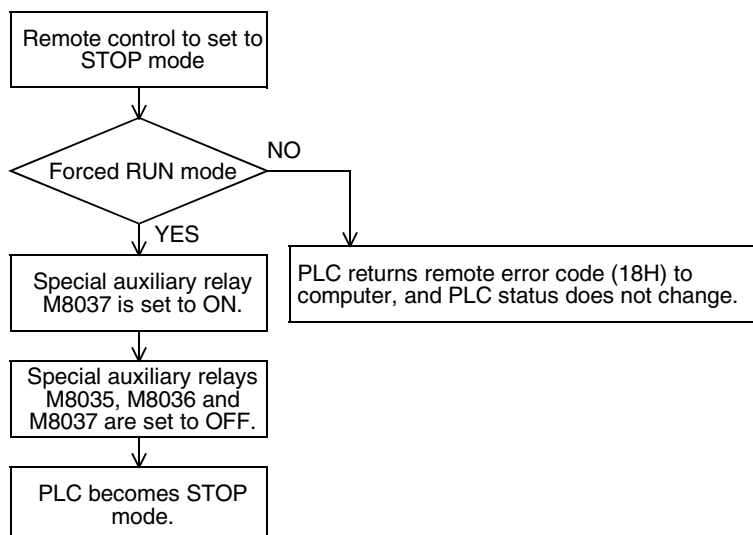 Remote control to set to
STOP mode
Forced RUN mode
NO
YES
Special auxiliary relay
M8037 is set to ON.
PLC returns remote error code (18H) to
computer, and PLC status does not change.
Special auxiliary relays
M8035, M8036 and
M8037 are set to OFF.
PLC becomes STOP
mode.